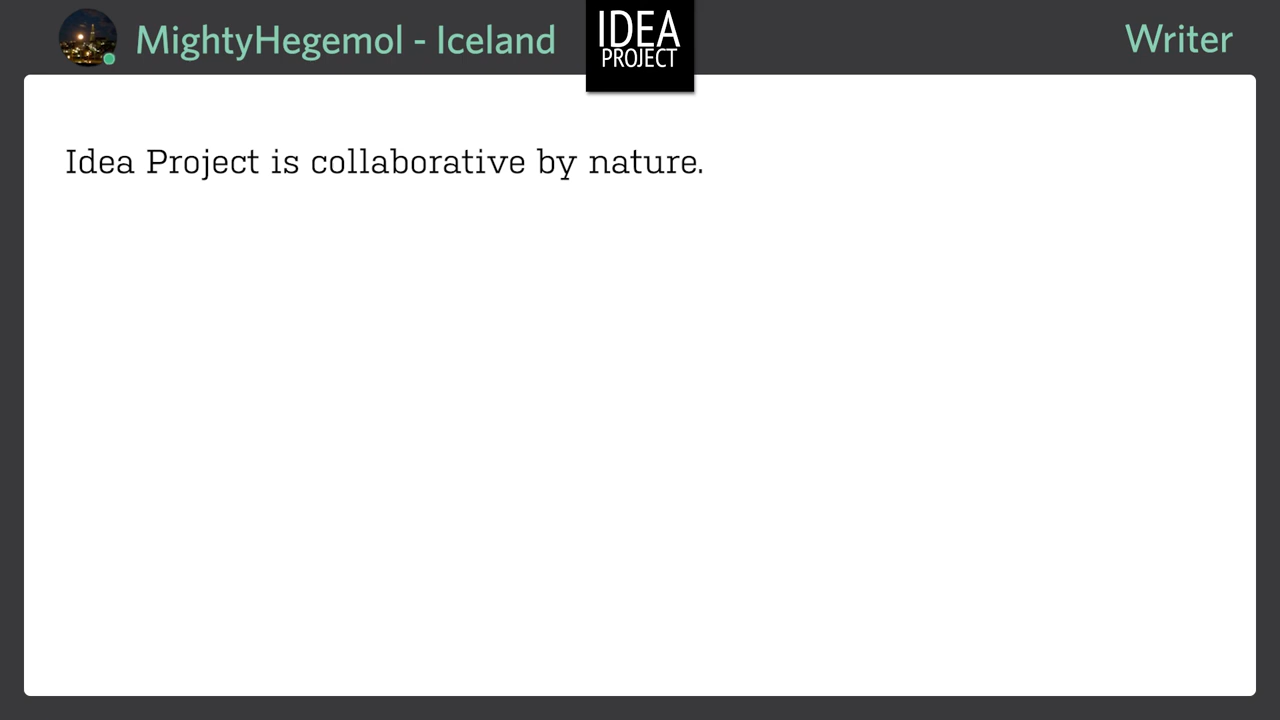 MightyHegemol - Iceland
IDEA
PROJECT
Writer
Idea Project is collaborative by nature.